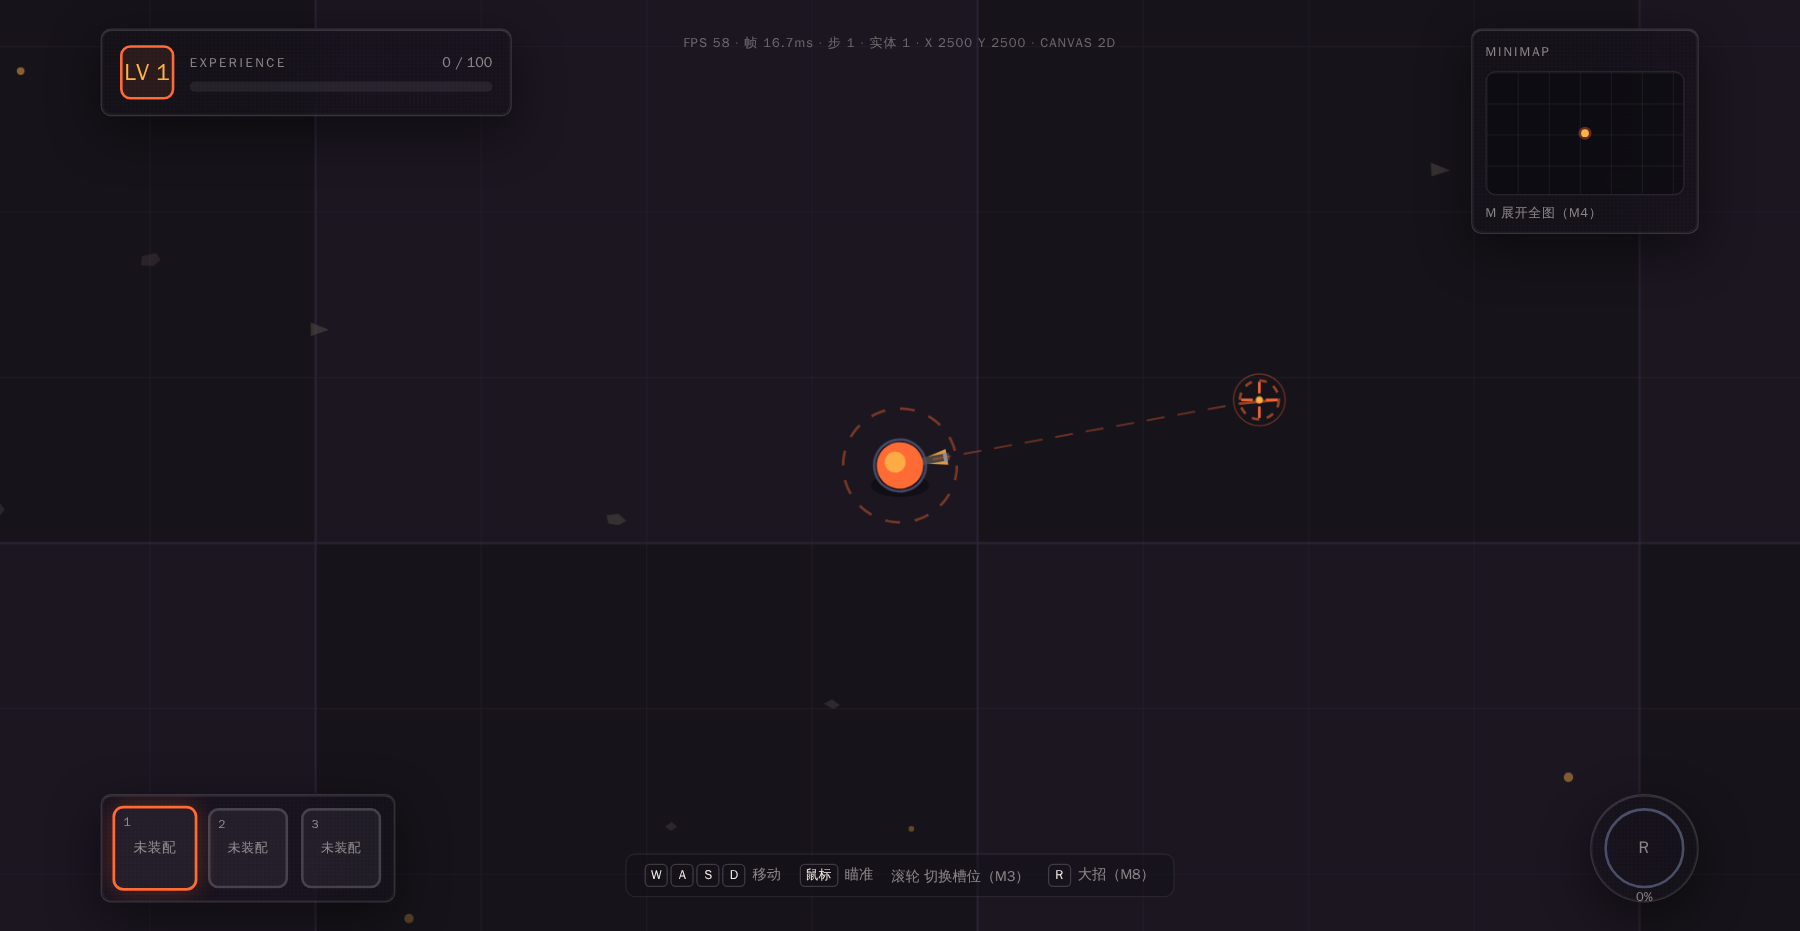 LV 1
EXPERIENCE 0 / 100
FPS 58 · 帧 16.7ms · 步 1 · 实体 1 · X 2500 Y 2500 · CANVAS 2D
MINIMAP
M 展开全图（M4）
1 未装配
2 未装配
3 未装配
W A S D 移动 鼠标 瞄准 滚轮 切换槽位（M3） R 大招（M8）
R
0%